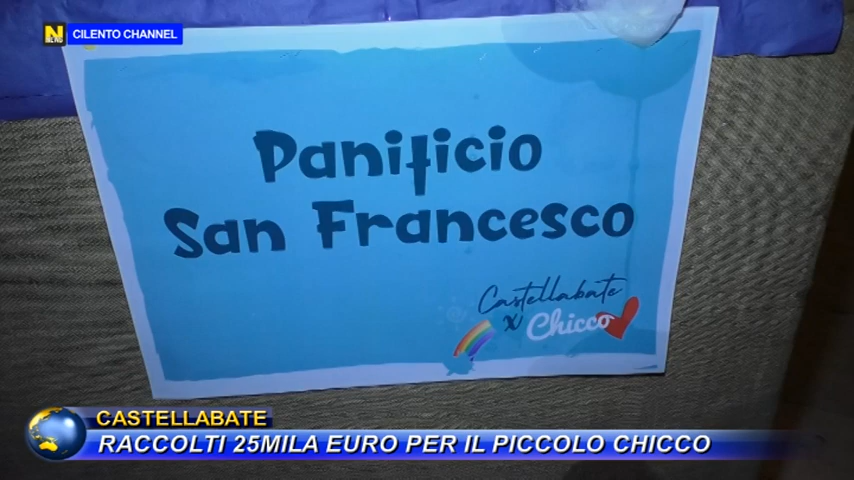 CILENTO CHANNEL
Panificio
San Francesco
Castellabate
x Chicco
CASTELLABATE
RACCOLTI 25MILA EURO PER IL PICCOLO CHICCO